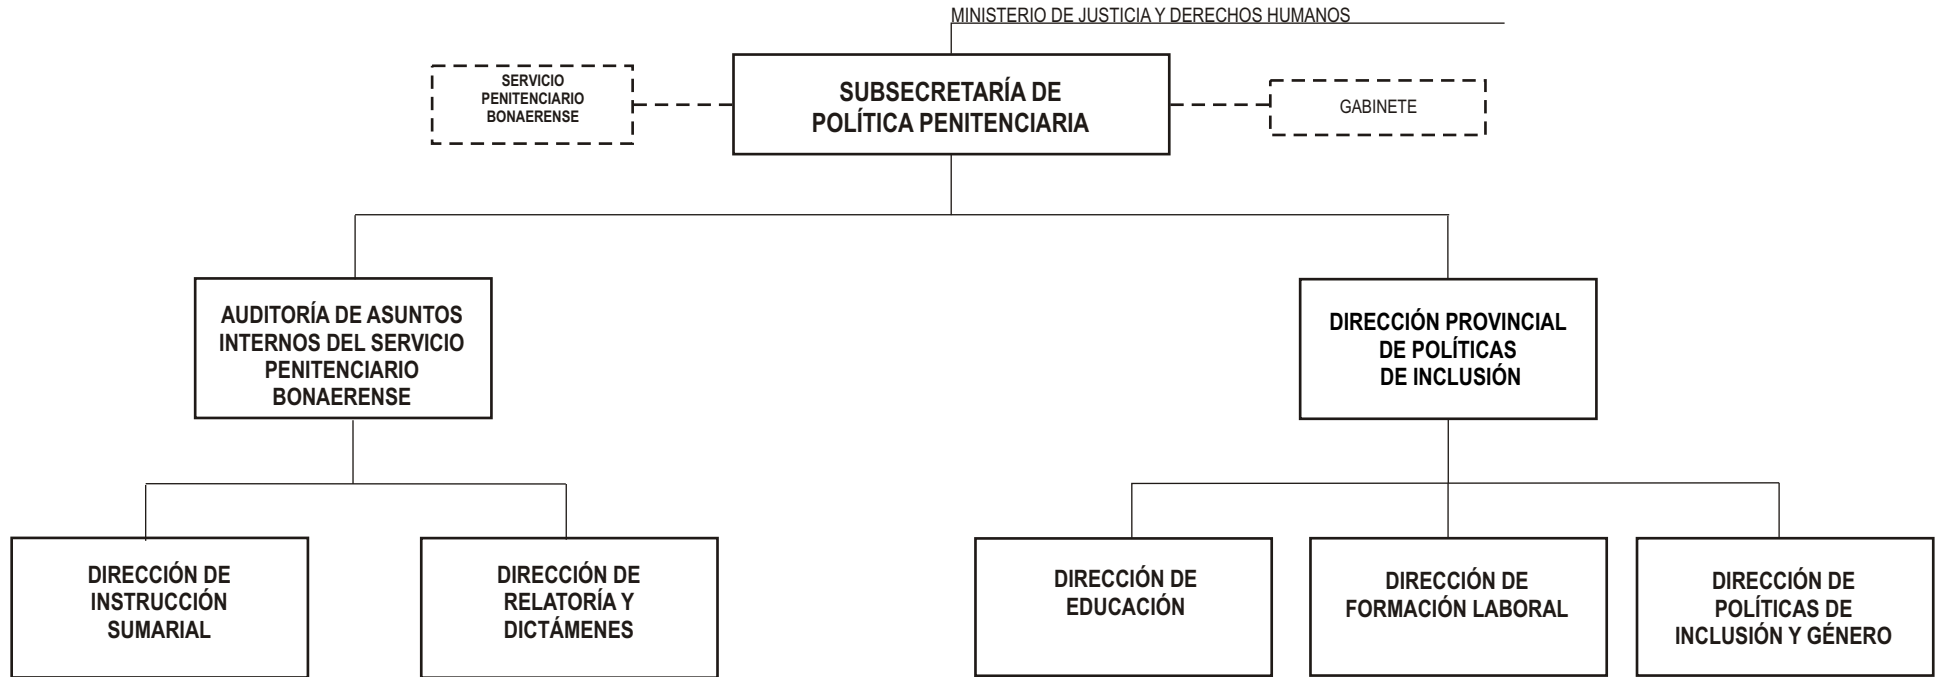 MINISTERIO DE JUSTICIA Y DERECHOS HUMANOS
SERVICIO
PENITENCIARIO
BONAERENSE
SUBSECRETARÍA DE
POLÍTICA PENITENCIARIA
GABINETE
AUDITORÍA DE ASUNTOS
INTERNOS DEL SERVICIO
PENITENCIARIO
BONAERENSE
DIRECCIÓN PROVINCIAL
DE POLÍTICAS
DE INCLUSIÓN
DIRECCIÓN DE
INSTRUCCIÓN
SUMARIAL
DIRECCIÓN DE
RELATORÍA Y
DICTÁMENES
DIRECCIÓN DE
EDUCACIÓN
DIRECCIÓN DE
FORMACIÓN LABORAL
DIRECCIÓN DE
POLÍTICAS DE
INCLUSIÓN Y GÉNERO